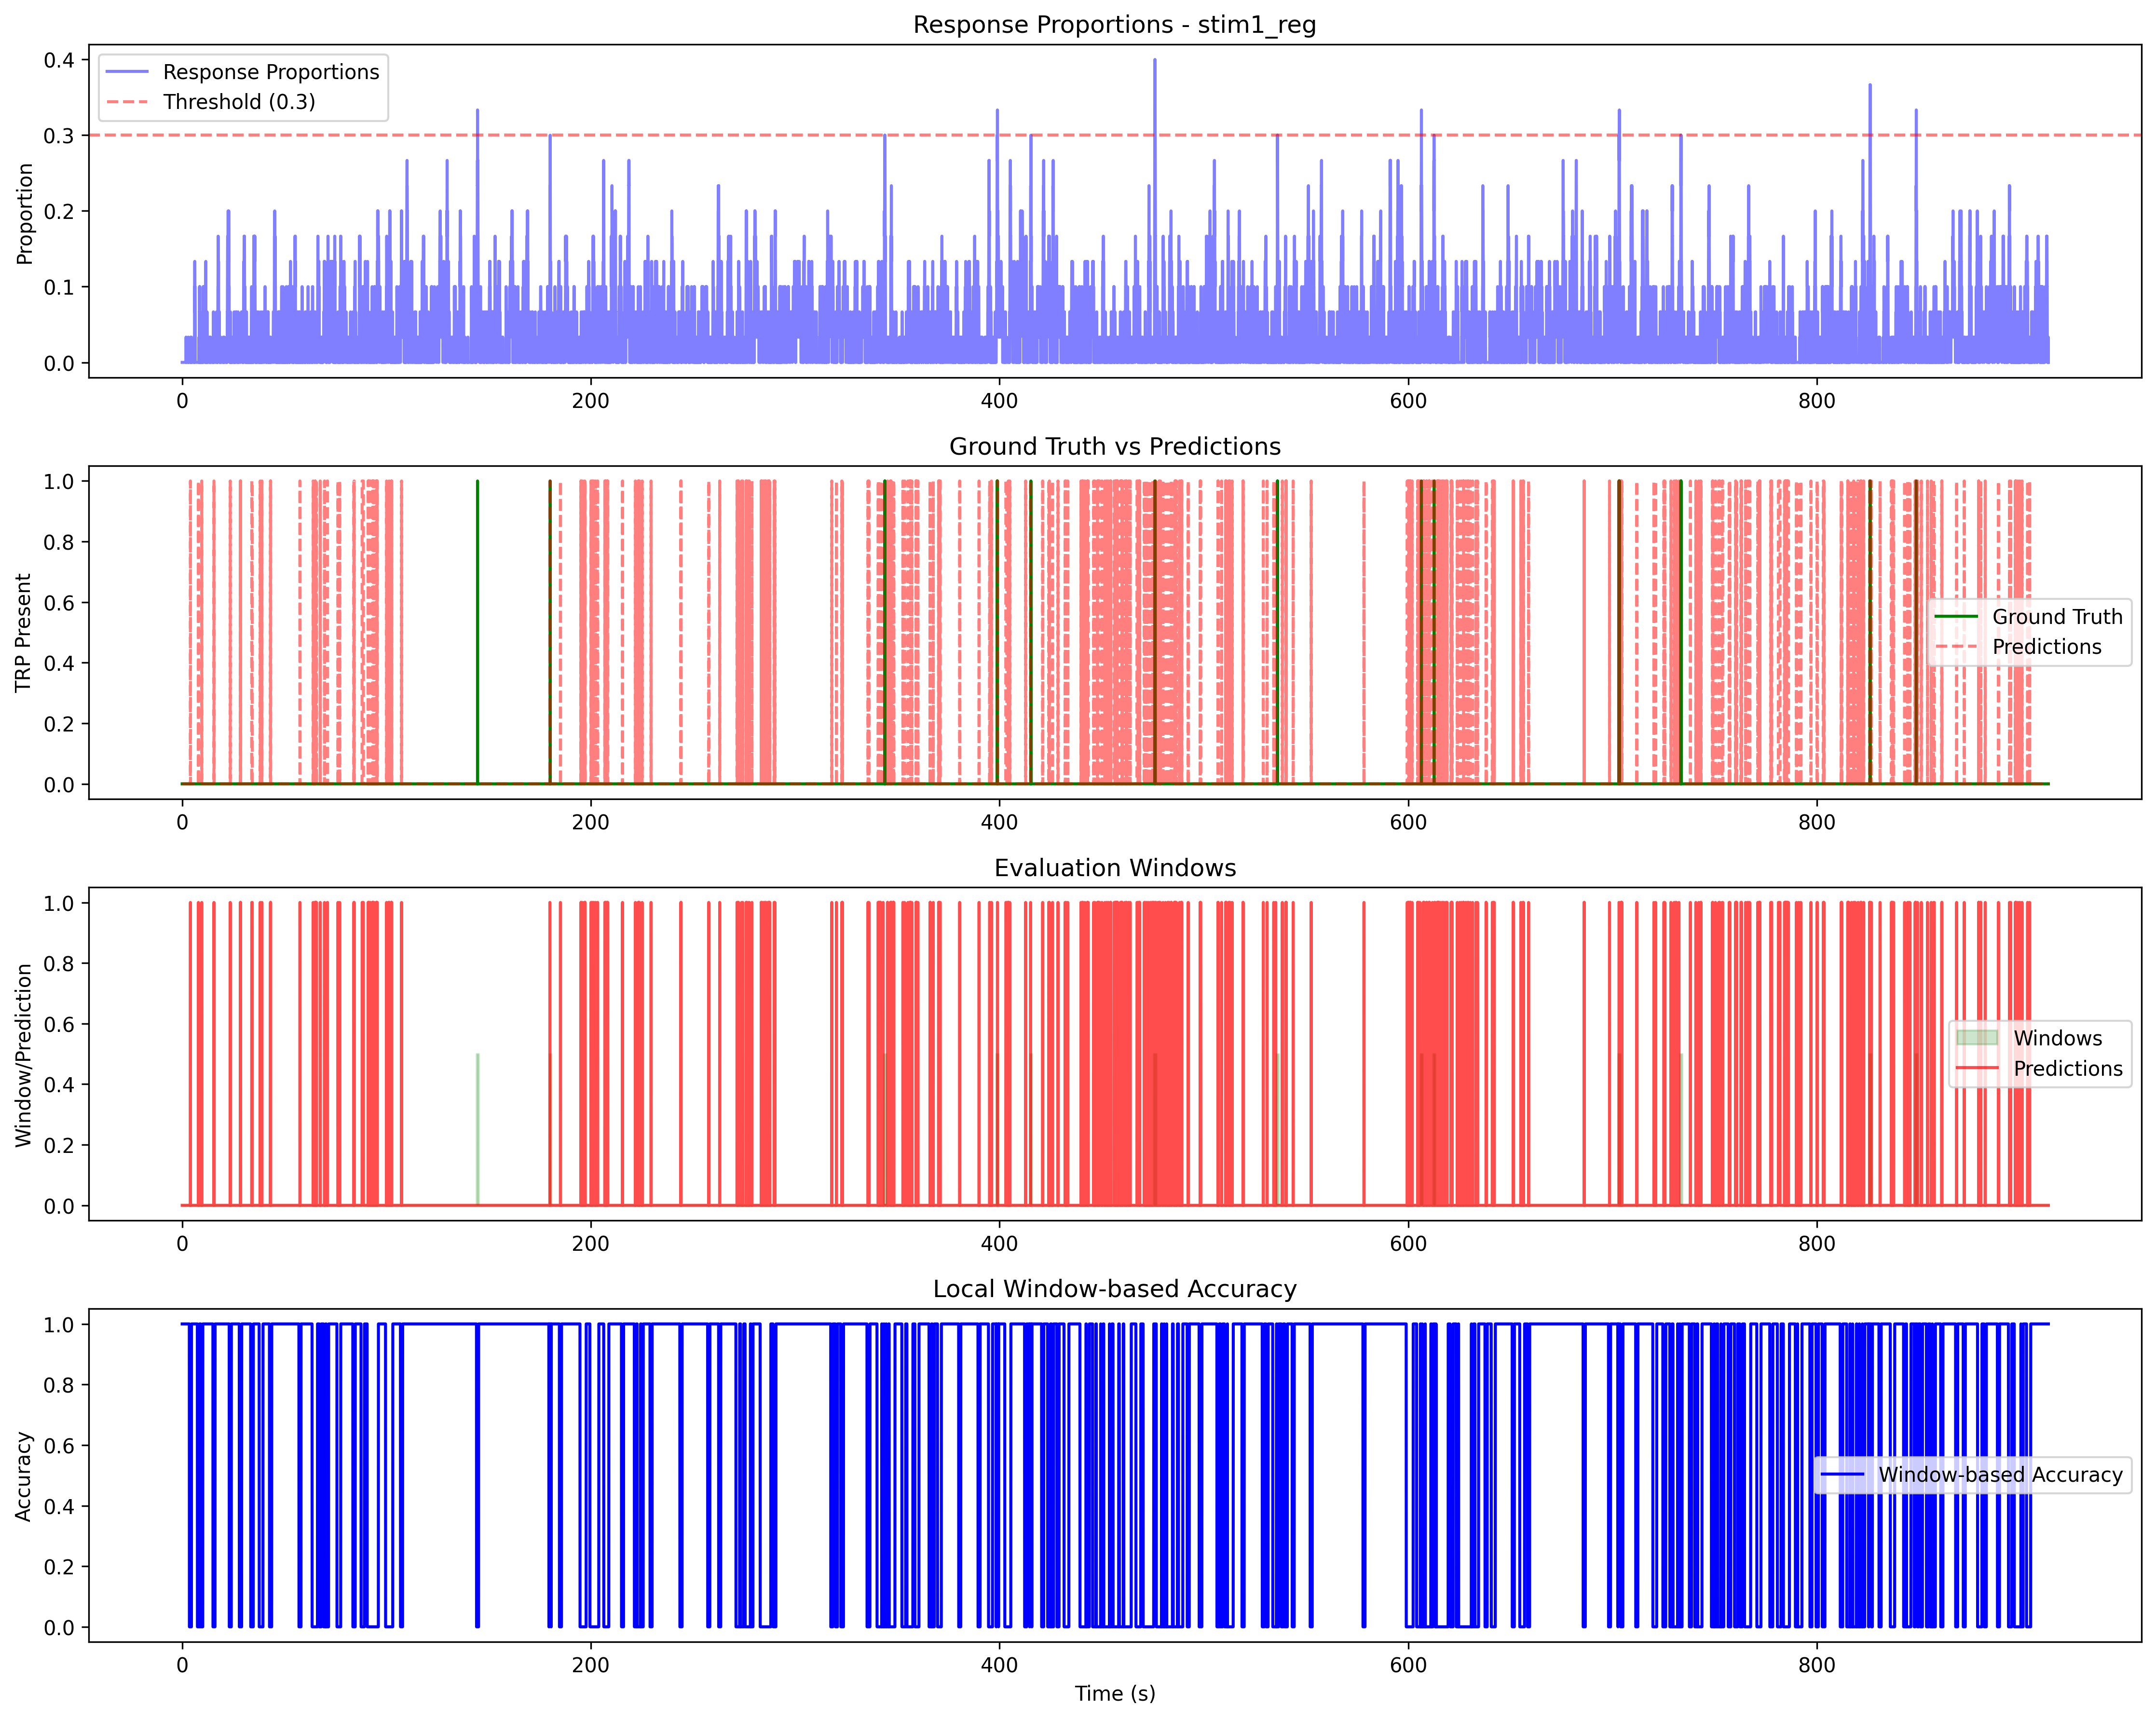 Response Proportions - stim1_reg
Response Proportions
Threshold (0.3)
Proportion
0.4
0.3
0.2
0.1
0.0
0 200 400 600 800
Ground Truth vs Predictions
TRP Present
1.0
0.8
0.6
0.4
0.2
0.0
Ground Truth
Predictions
0 200 400 600 800
Evaluation Windows
Window/Prediction
1.0
0.8
0.6
0.4
0.2
0.0
Windows
Predictions
0 200 400 600 800
Local Window-based Accuracy
Accuracy
1.0
0.8
0.6
0.4
0.2
0.0
Window-based Accuracy
0 200 400 600 800
Time (s)